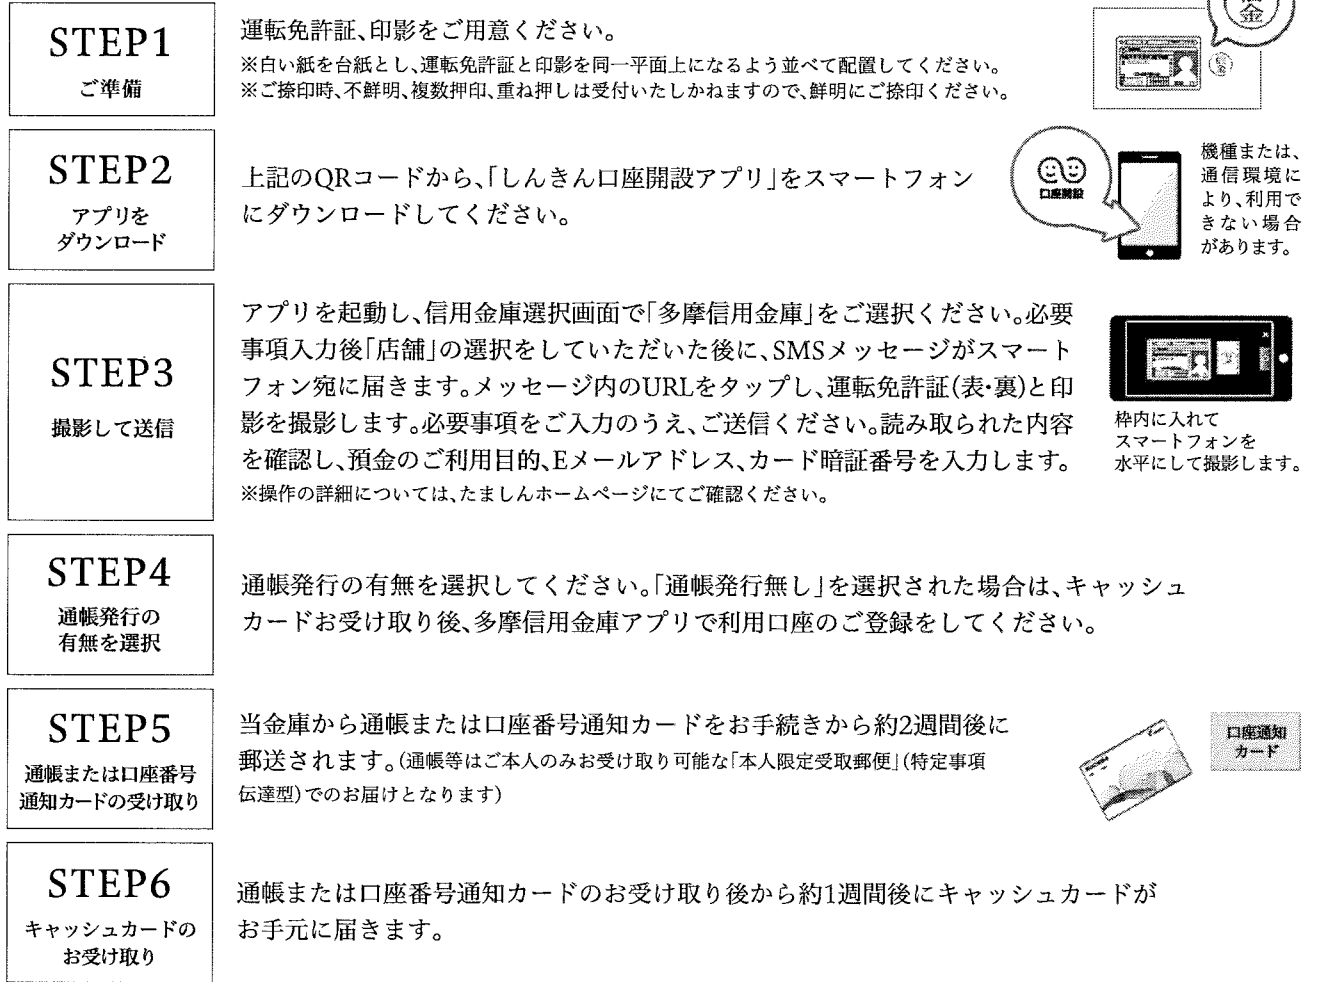 STEP1
ご準備
運転免許証、印影をご用意ください。
※白い紙を台紙とし、運転免許証と印影を同一平面上になるよう並べて配置してください。
※ご捺印時、不鮮明、複数押印、重ね押しは受付いたしかねますので、鮮明にご捺印ください。
金
STEP2
アプリを
ダウンロード
上記のQRコードから、「しんきん口座開設アプリ」をスマートフォン
にダウンロードしてください。
口座開設
機種または、
通信環境に
より、利用で
きない場合
があります。
STEP3
撮影して送信
アプリを起動し、信用金庫選択画面で「多摩信用金庫」をご選択ください。必要
事項入力後「店舗」の選択をしていただいた後に、SMSメッセージがスマート
フォン宛に届きます。メッセージ内のURLをタップし、運転免許証(表・裏)と印
影を撮影します。必要事項をご入力のうえ、ご送信ください。読み取られた内容
を確認し、預金のご利用目的、Eメールアドレス、カード暗証番号を入力します。
※操作の詳細については、たましんホームページにてご確認ください。
枠内に入れて
スマートフォンを
水平にして撮影します。
STEP4
通帳発行の
有無を選択
通帳発行の有無を選択してください。「通帳発行無し」を選択された場合は、キャッシュ
カードお受け取り後、多摩信用金庫アプリで利用口座のご登録をしてください。
STEP5
通帳または口座番号
通知カードの受け取り
当金庫から通帳または口座番号通知カードをお手続きから約2週間後に
郵送されます。(通帳等はご本人のみお受け取り可能な「本人限定受取郵便」(特定事項
伝達型)でのお届けとなります)
口座通知
カード
STEP6
キャッシュカードの
お受け取り
通帳または口座番号通知カードのお受け取り後から約1週間後にキャッシュカードが
お手元に届きます。